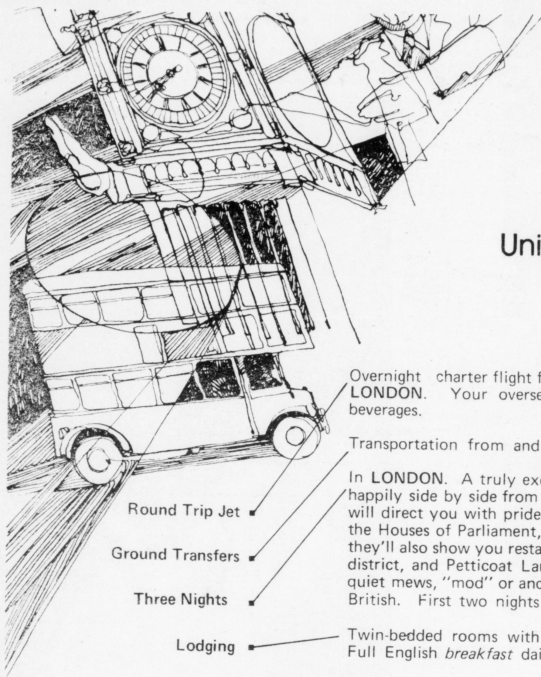 Uni
Overnight charter flight f
LONDON. Your overse
beverages.
Round Trip Jet
Transportation from and
Ground Transfers
In LONDON. A truly exc
happily side by side from
will direct you with pride
the Houses of Parliament,
they'll also show you resta
district, and Petticoat Lan
quiet mews, "mod" or anc
British. First two nights
Three Nights
Twin-bedded rooms with
Full English breakfast dai
Lodging